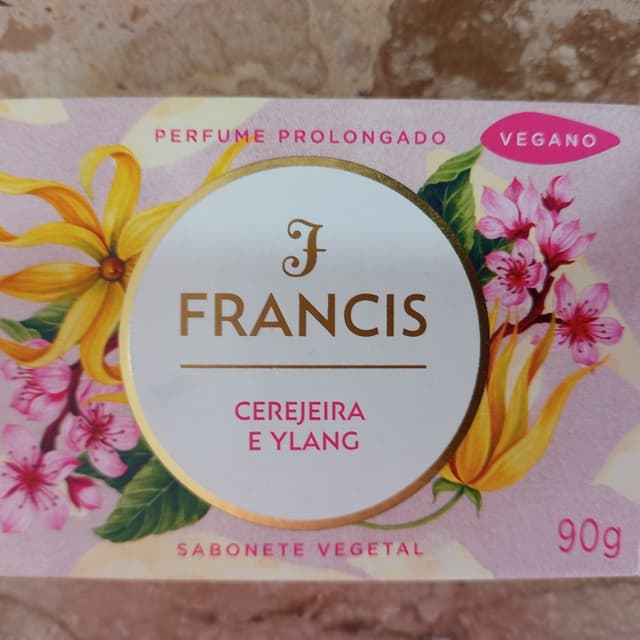 PERFUME PROLONGADO
VEGANO
F
FRANCIS
CEREJEIRA
E YLANG
SABONETE VEGETAL
90g